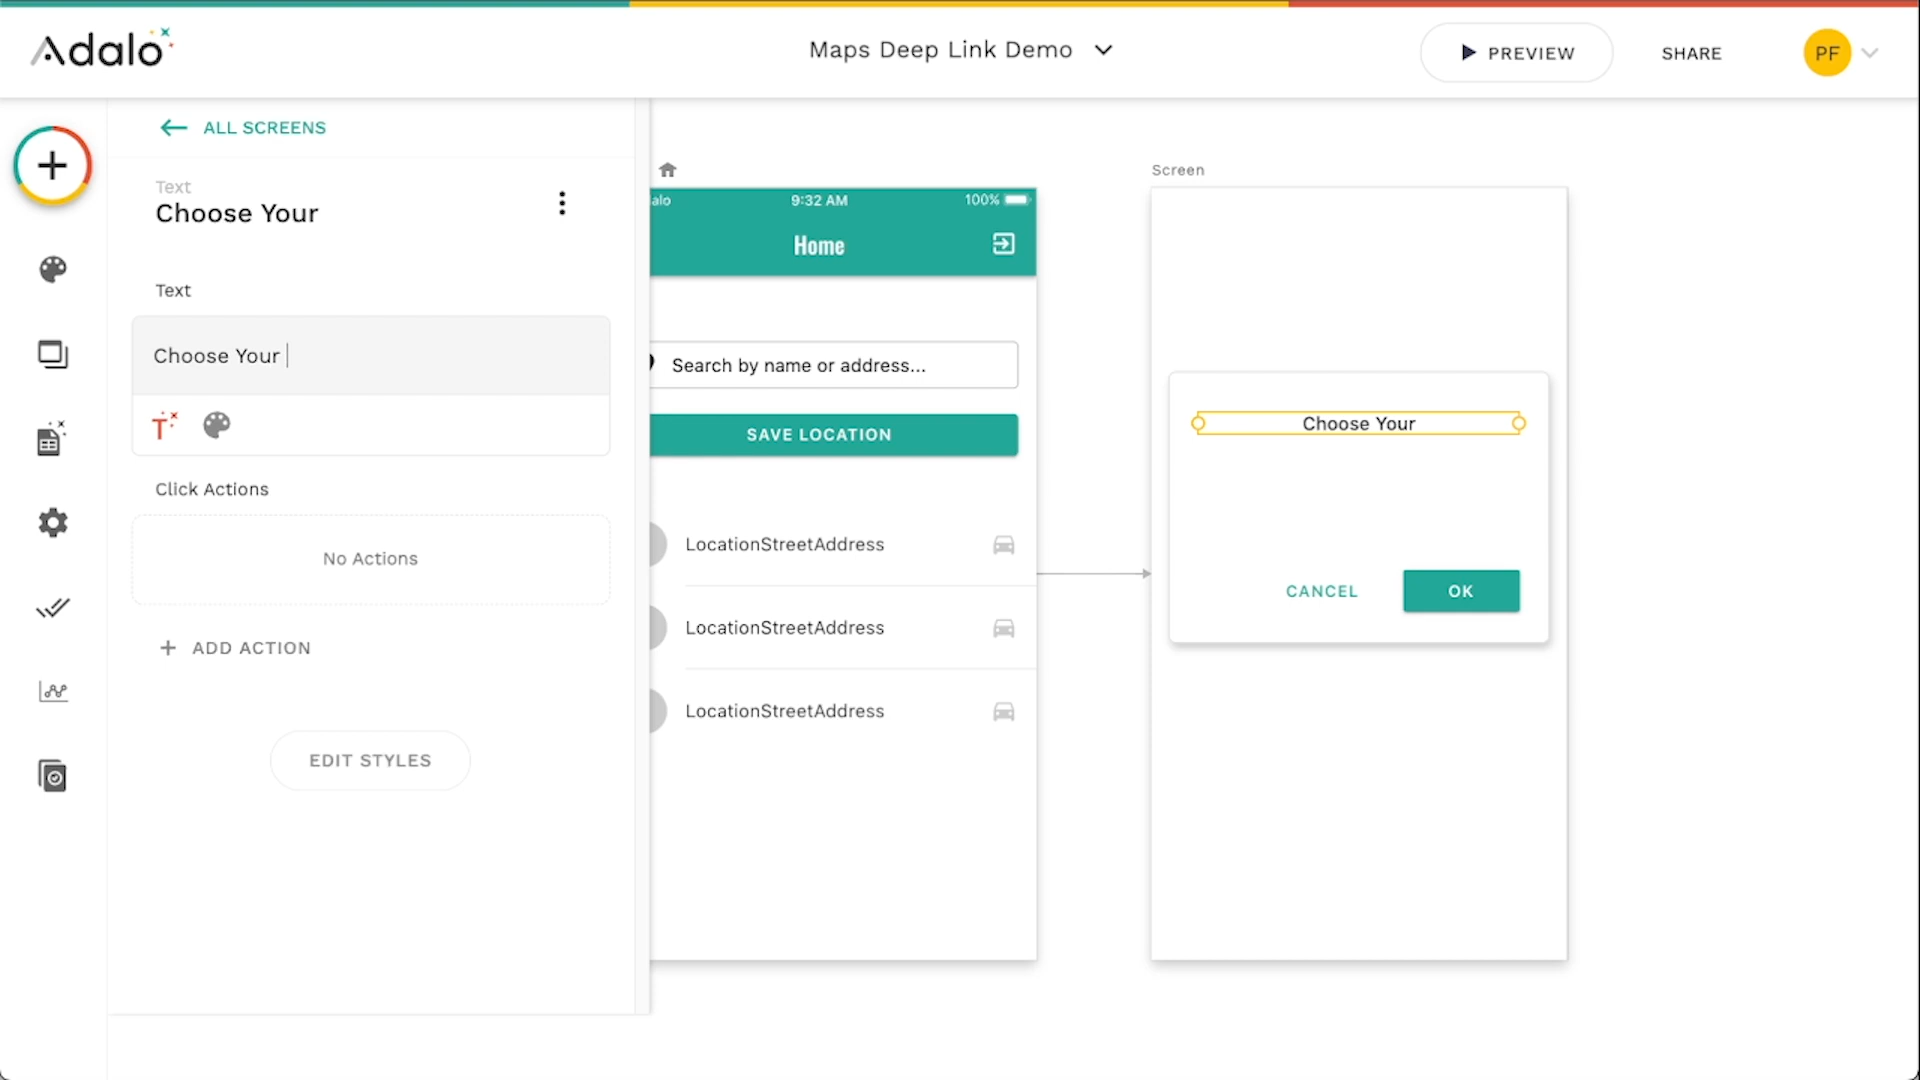 Adalo
Maps Deep Link Demo
PREVIEW
SHARE
PF
ALL SCREENS
Text
Choose Your
Text
Choose Your
Click Actions
No Actions
ADD ACTION
EDIT STYLES
alo
9:32 AM
100%
Home
Search by name or address...
SAVE LOCATION
LocationStreetAddress
LocationStreetAddress
LocationStreetAddress
Screen
Choose Your
CANCEL
OK